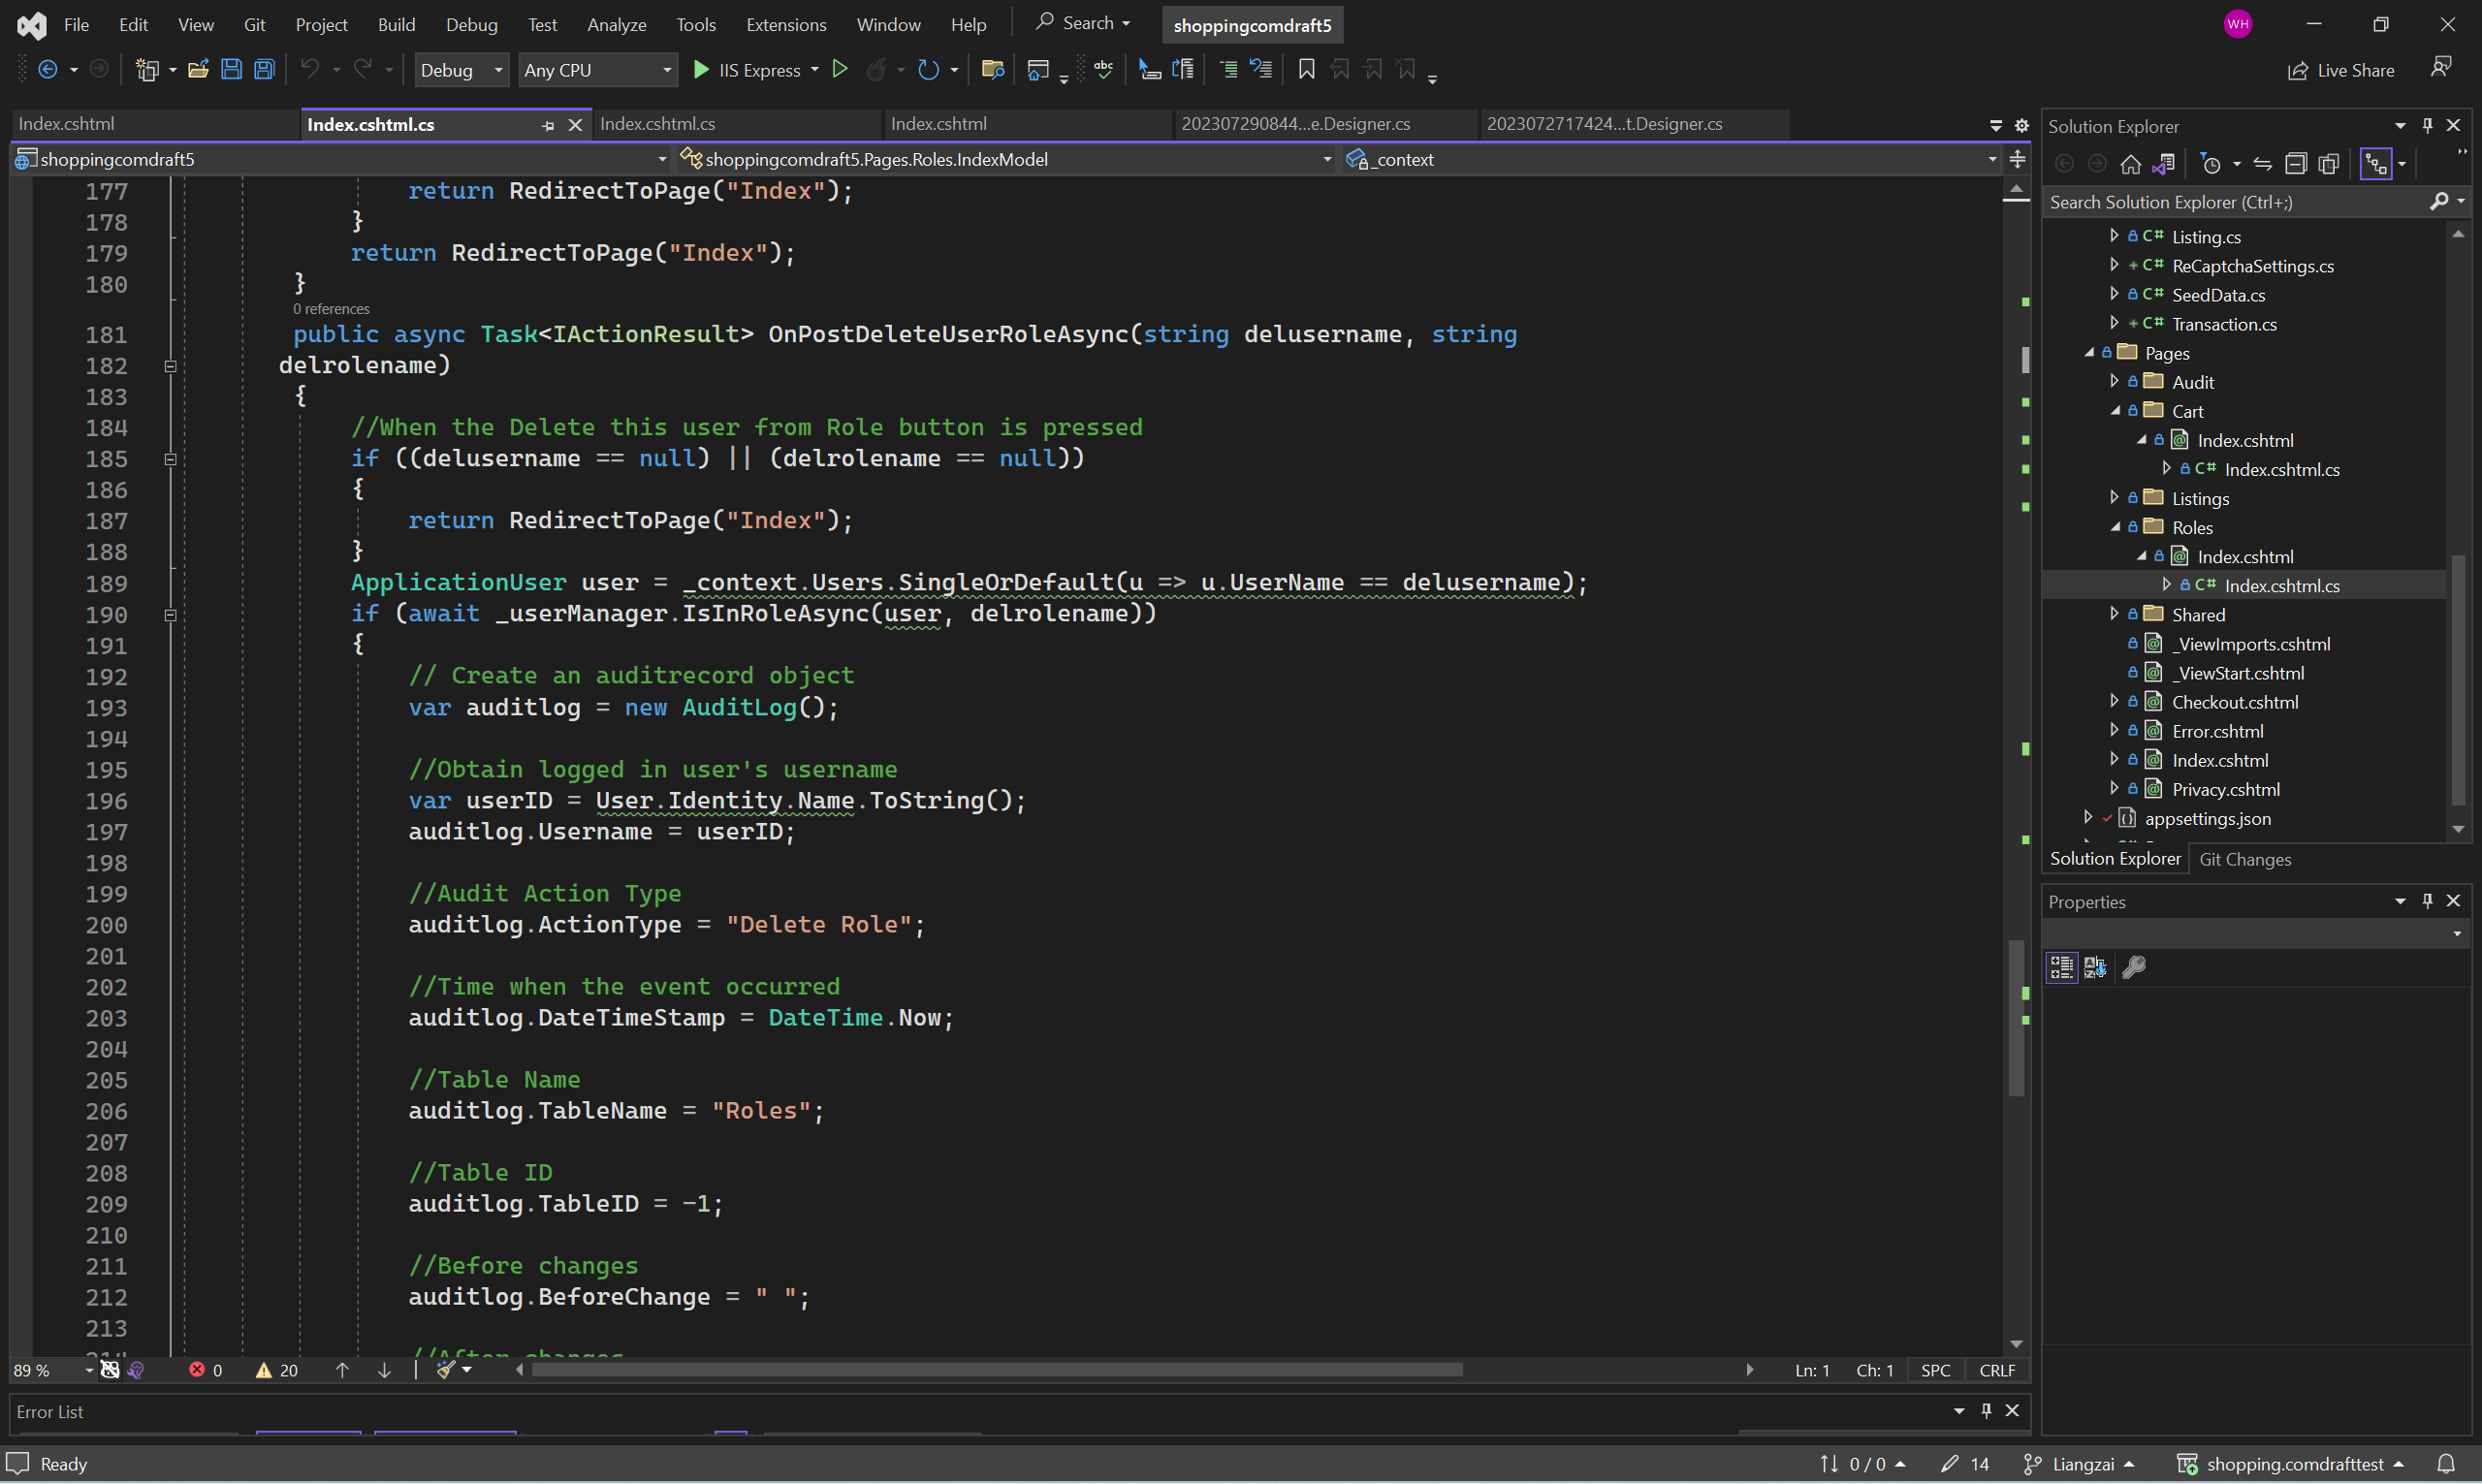 File Edit View Git Project Build Debug Test Analyze Tools Extensions Window Help Search shoppingcomdraft5 WH
Debug Any CPU IIS Express Live Share
Index.cshtml Index.cshtml.cs Index.cshtml.cs Index.cshtml 202307290844...e.Designer.cs 2023072717424...t.Designer.cs
shoppingcomdraft5 shoppingcomdraft5.Pages.Roles.IndexModel _context
177 return RedirectToPage("Index");
178 }
179 return RedirectToPage("Index");
180 }
0 references
181 public async Task<IActionResult> OnPostDeleteUserRoleAsync(string delusername, string
182 delrolename)
183 {
184 //When the Delete this user from Role button is pressed
185 if ((delusername == null) || (delrolename == null))
186 {
187 return RedirectToPage("Index");
188 }
189 ApplicationUser user = _context.Users.SingleOrDefault(u => u.UserName == delusername);
190 if (await _userManager.IsInRoleAsync(user, delrolename))
191 {
192 // Create an auditrecord object
193 var auditlog = new AuditLog();
194
195 //Obtain logged in user's username
196 var userID = User.Identity.Name.ToString();
197 auditlog.Username = userID;
198
199 //Audit Action Type
200 auditlog.ActionType = "Delete Role";
201
202 //Time when the event occurred
203 auditlog.DateTimeStamp = DateTime.Now;
204
205 //Table Name
206 auditlog.TableName = "Roles";
207
208 //Table ID
209 auditlog.TableID = -1;
210
211 //Before changes
212 auditlog.BeforeChange = " ";
213
214 //After changes
89 % 0 20 Ln: 1 Ch: 1 SPC CRLF
Error List
Solution Explorer
Search Solution Explorer (Ctrl+;)
C# Listing.cs
+ C# ReCaptchaSettings.cs
C# SeedData.cs
+ C# Transaction.cs
Pages
Audit
Cart
Index.cshtml
C# Index.cshtml.cs
Listings
Roles
Index.cshtml
C# Index.cshtml.cs
Shared
_ViewImports.cshtml
_ViewStart.cshtml
Checkout.cshtml
Error.cshtml
Index.cshtml
Privacy.cshtml
appsettings.json
Solution Explorer Git Changes
Properties
Ready 0 / 0 14 Liangzai shopping.comdrafttest